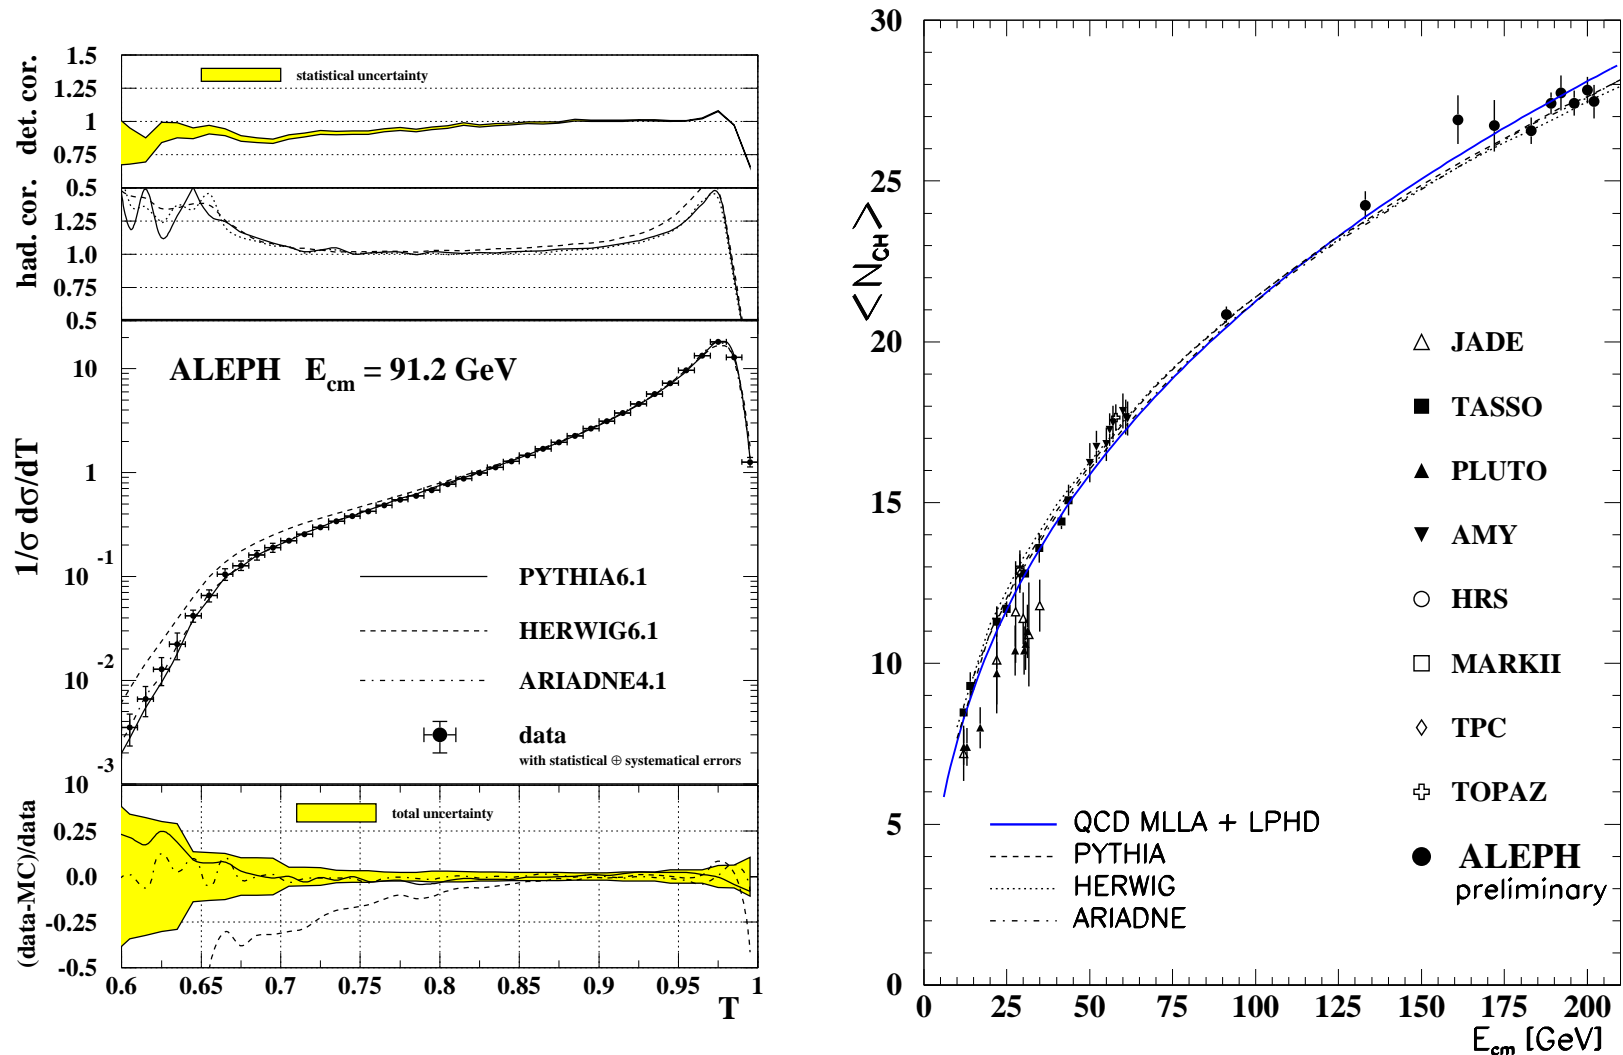 det. cor.
1.5
1.25
1
0.75
statistical uncertainty
had. cor.
0.5
1.25
1.0
0.75
0.5
1/σ dσ/dT
10
1
10 -1
10 -2
10 -3
ALEPH E cm = 91.2 GeV
PYTHIA6.1
HERWIG6.1
ARIADNE4.1
data
with statistical ⊕ systematical errors
(data-MC)/data
0.25
0.0
-0.25
-0.5
total uncertainty
0.6 0.65 0.7 0.75 0.8 0.85 0.9 0.95 1
T
<N CH >
30
25
20
15
10
5
0
JADE
TASSO
PLUTO
AMY
HRS
MARKII
TPC
TOPAZ
ALEPH
preliminary
QCD MLLA + LPHD
PYTHIA
HERWIG
ARIADNE
0 25 50 75 100 125 150 175 200
E cm [GeV]